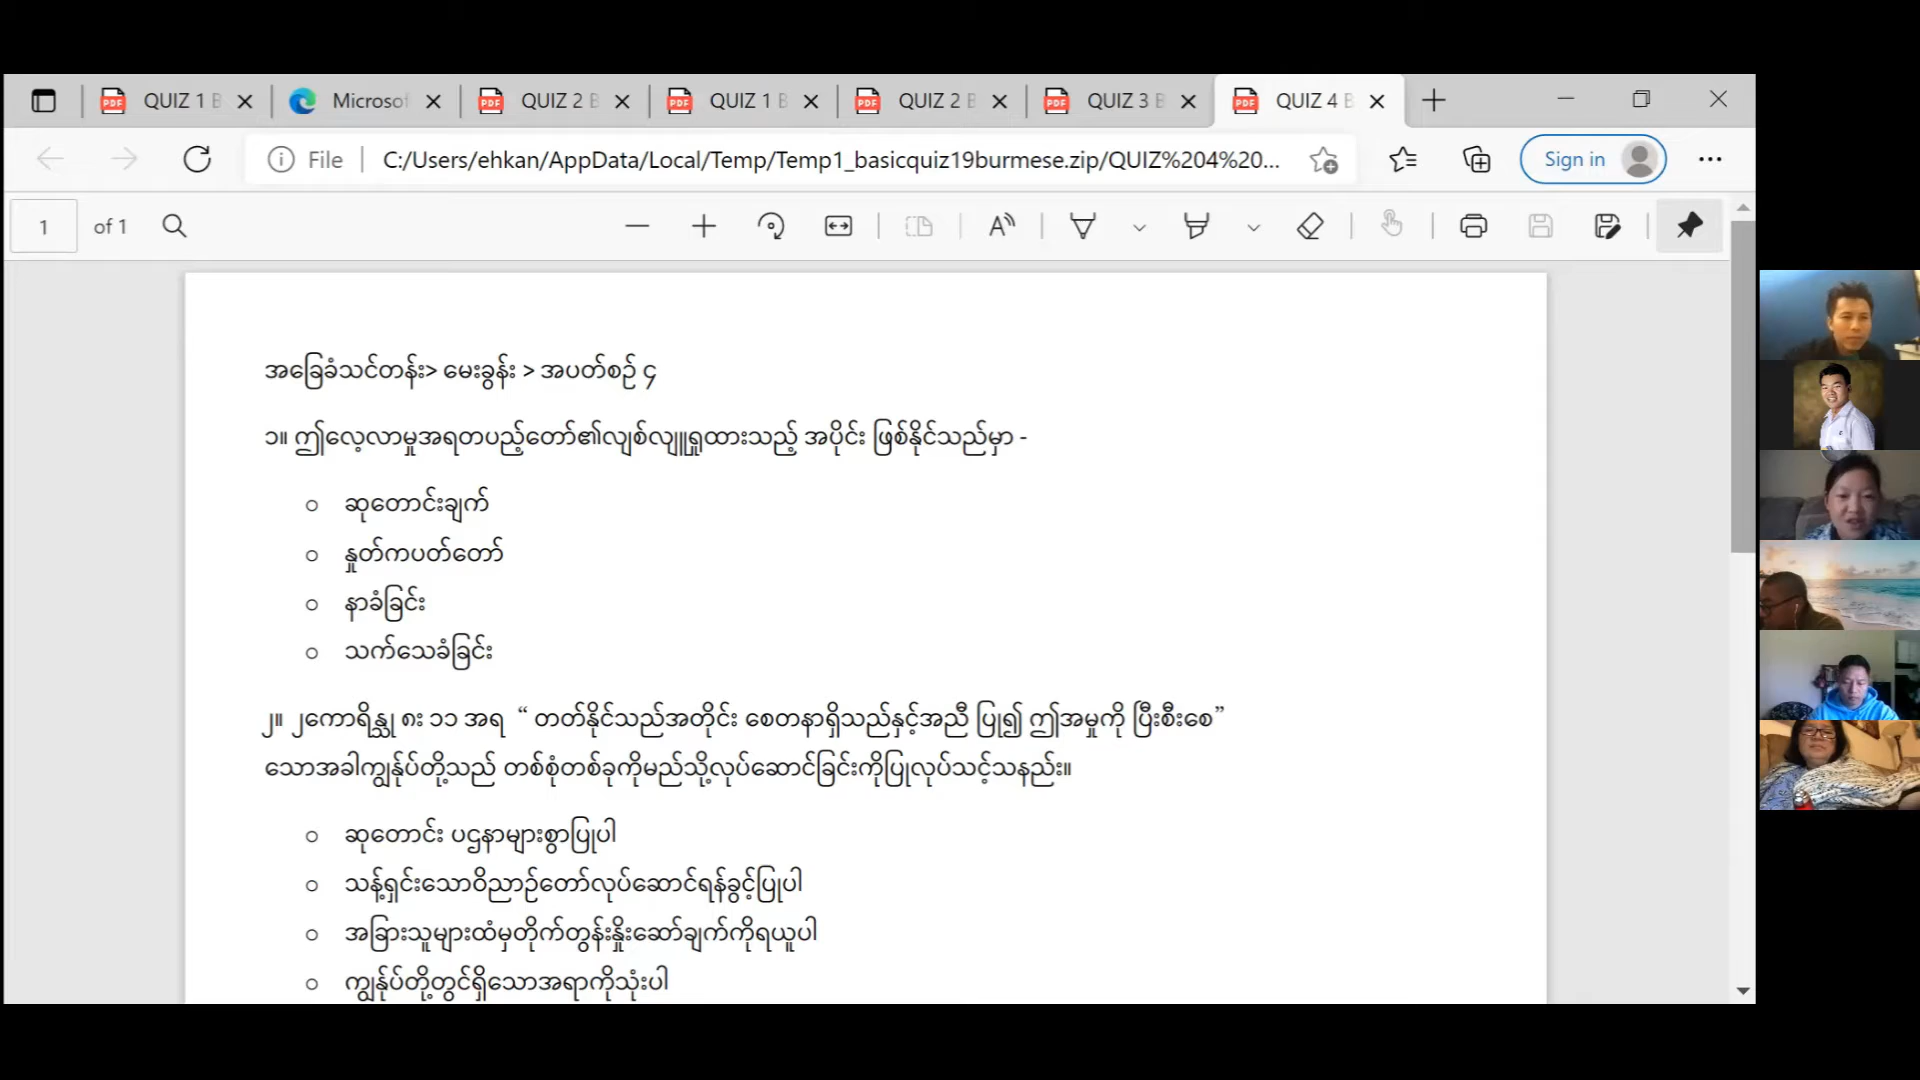 QUIZ 1 B
Microsof
QUIZ 2 B
QUIZ 1 B
QUIZ 2 B
QUIZ 3 B
QUIZ 4 B
File
C:/Users/ehkan/AppData/Local/Temp/Temp1_basicquiz19burmese.zip/QUIZ%204%20...
Sign in
1
of 1
အခြေခံသင်တန်း> မေးခွန်း > အပတ်စဉ် ၄
၁။ ဤလေ့လာမှုအရတပည့်တော်၏လျစ်လျူရှုထားသည့် အပိုင်း ဖြစ်နိုင်သည်မှာ -
ဆုတောင်းချက်
နှုတ်ကပတ်တော်
နာခံခြင်း
သက်သေခံခြင်း
၂။ ၂ကောရိန္သု ၈း ၁၁ အရ “ တတ်နိုင်သည်အတိုင်း စေတနာရှိသည်နှင့်အညီ ပြု၍ ဤအမှုကို ပြီးစီးစေ”
သောအခါကျွန်ုပ်တို့သည် တစ်စုံတစ်ခုကိုမည်သို့လုပ်ဆောင်ခြင်းကိုပြုလုပ်သင့်သနည်း။
ဆုတောင်း ပဌနာများစွာပြုပါ
သန့်ရှင်းသောဝိညာဉ်တော်လုပ်ဆောင်ရန်ခွင့်ပြုပါ
အခြားသူများထံမှတိုက်တွန်းနှိုးဆော်ချက်ကိုရယူပါ
ကျွန်ုပ်တို့တွင်ရှိသောအရာကိုသုံးပါ